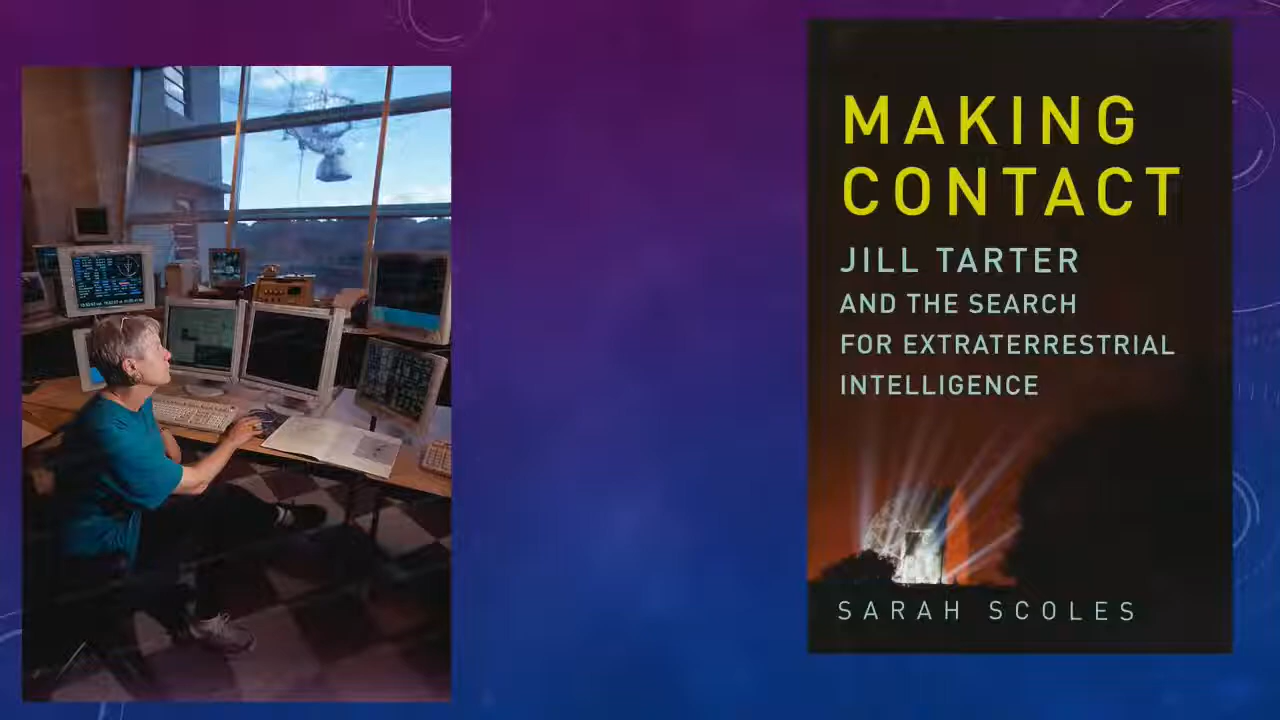 MAKING
CONTACT
JILL TARTER
AND THE SEARCH
FOR EXTRATERRESTRIAL
INTELLIGENCE
SARAH SCOLES